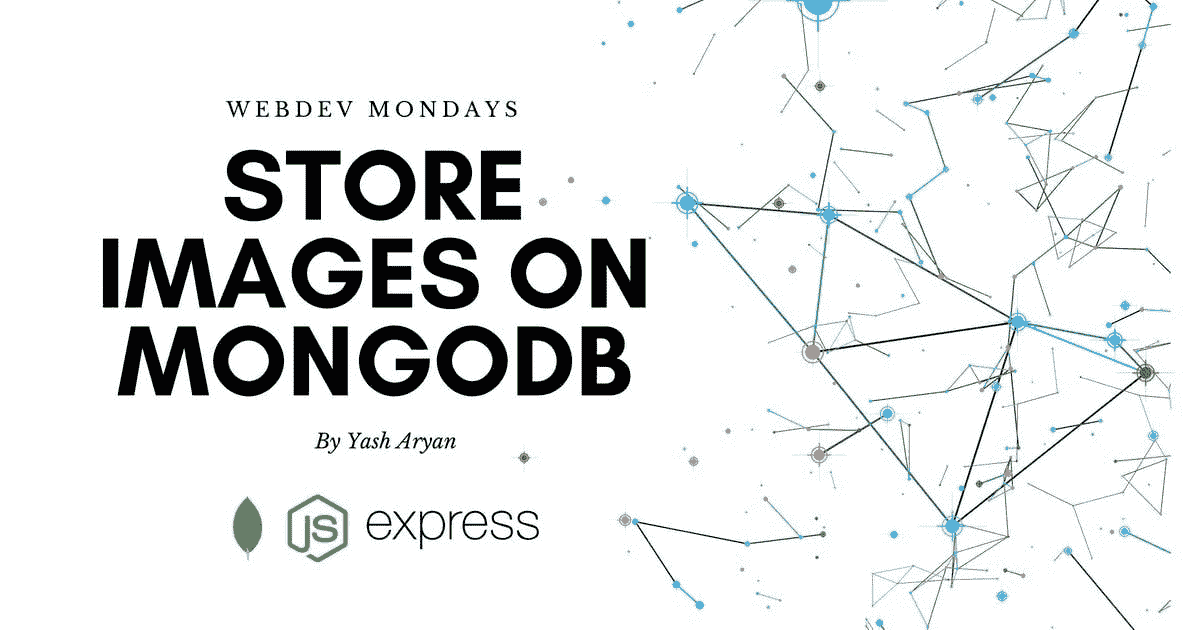 WEBDEV MONDAYS
STORE
IMAGES ON
MONGODB
By Yash Aryan
JS express